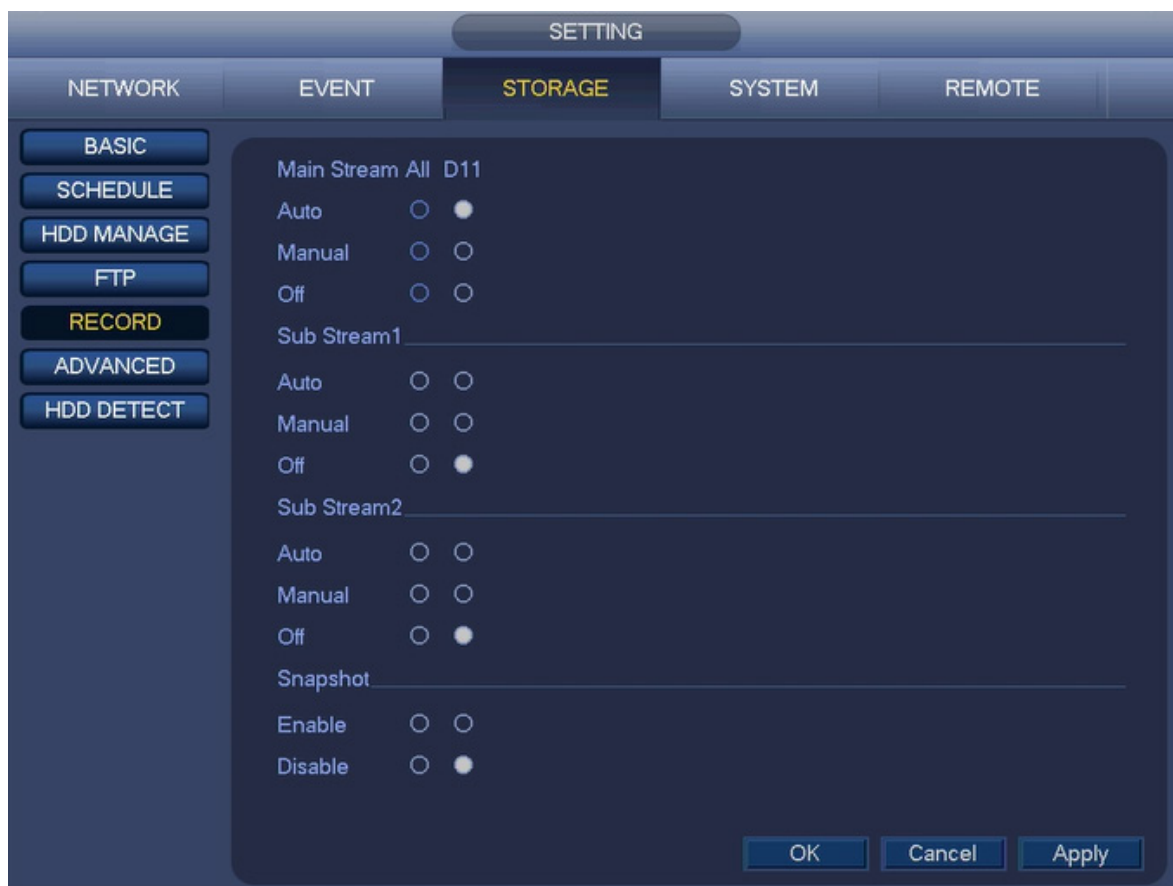 SETTING
NETWORK EVENT STORAGE SYSTEM REMOTE
BASIC
SCHEDULE
HDD MANAGE
FTP
RECORD
ADVANCED
HDD DETECT
Main Stream All D11
Auto
Manual
Off
Sub Stream1
Auto
Manual
Off
Sub Stream2
Auto
Manual
Off
Snapshot
Enable
Disable
OK Cancel Apply